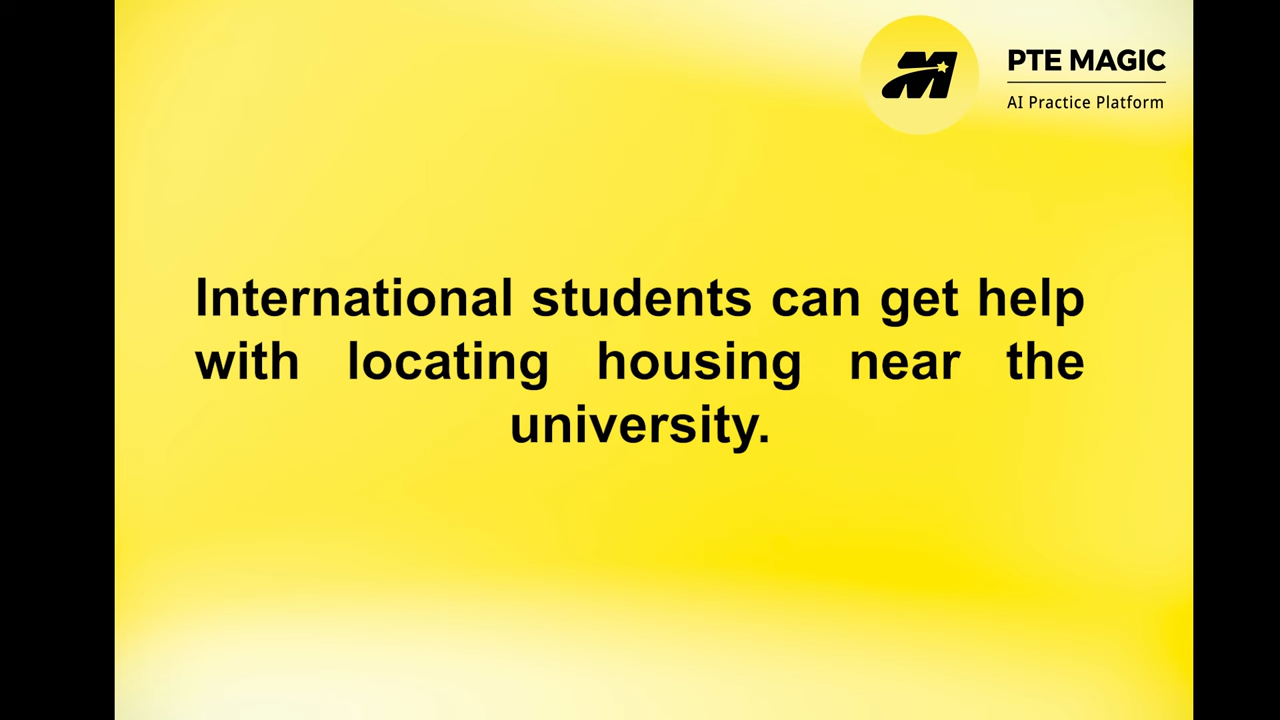 PTE MAGIC
AI Practice Platform
International students can get help
with locating housing near the
university.